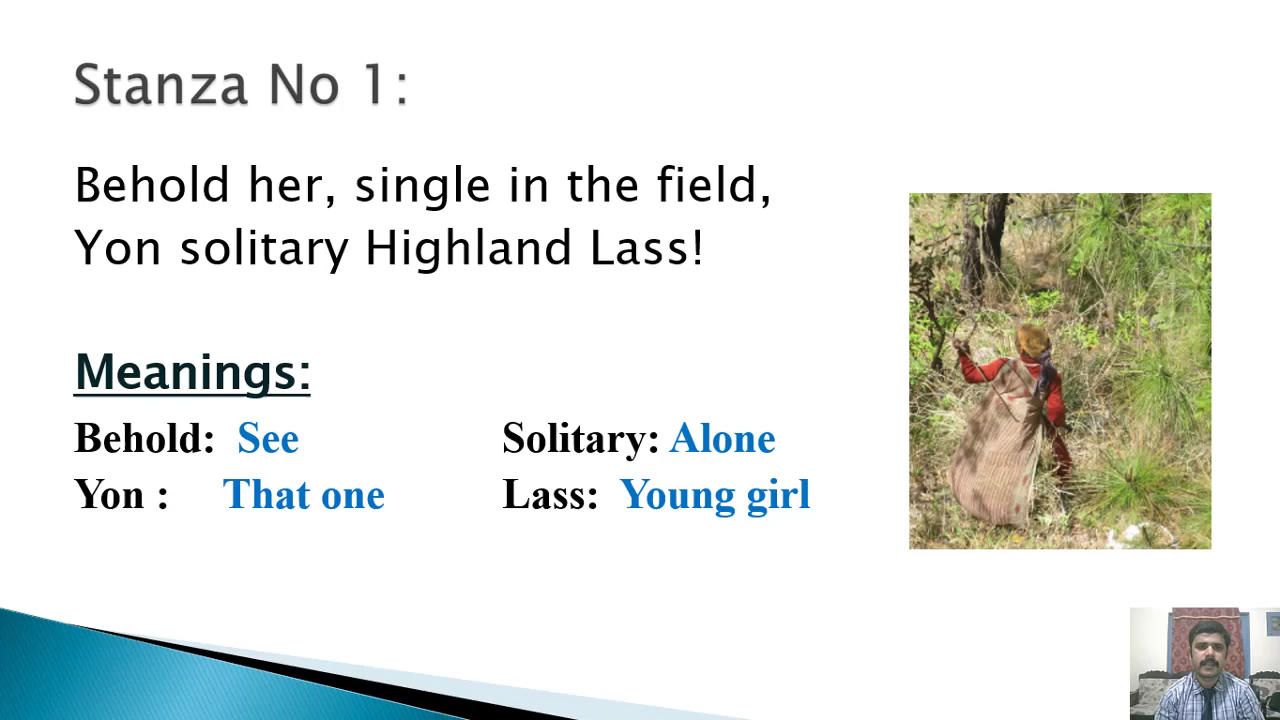 Stanza No 1:
Behold her, single in the field,
Yon solitary Highland Lass!
Meanings:
Behold: See Solitary: Alone
Yon : That one Lass: Young girl